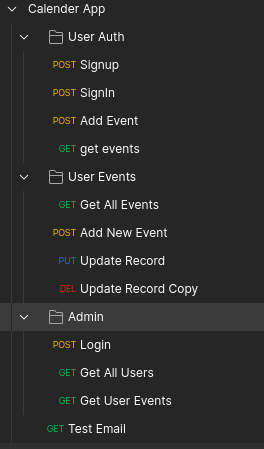 Calender App
User Auth
POST Signup
POST SignIn
POST Add Event
GET get events
User Events
GET Get All Events
POST Add New Event
PUT Update Record
DEL Update Record Copy
Admin
POST Login
GET Get All Users
GET Get User Events
GET Test Email